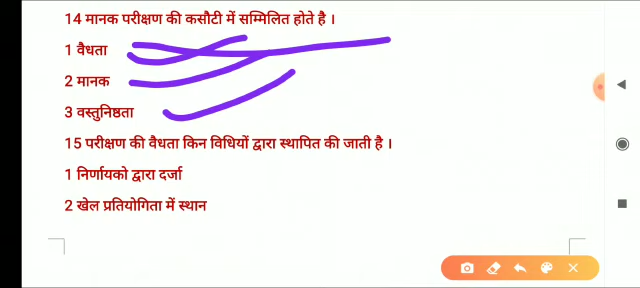 14 मानक परीक्षण की कसौटी में सम्मिलित होते है ।
1 वैधता
2 मानक
3 वस्तुनिष्ठता
15 परीक्षण की वैधता किन विधियों द्वारा स्थापित की जाती है ।
1 निर्णायको द्वारा दर्जा
2 खेल प्रतियोगिता में स्थान